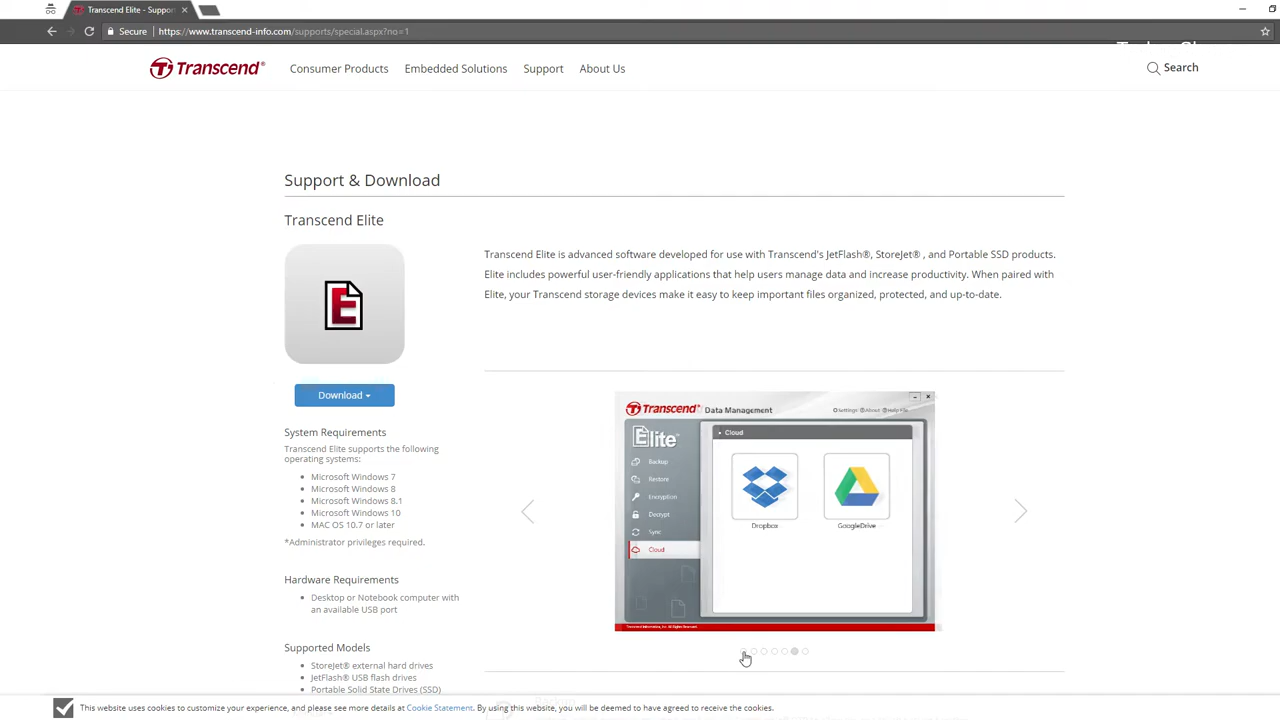 Transcend Elite - Suppor
Secure https://www.transcend-info.com/supports/special.aspx?no=1
Transcend Consumer Products Embedded Solutions Support About Us Search
Support & Download
Transcend Elite
Transcend Elite is advanced software developed for use with Transcend's JetFlash®, StoreJet® , and Portable SSD products.
Elite includes powerful user-friendly applications that help users manage data and increase productivity. When paired with
Elite, your Transcend storage devices make it easy to keep important files organized, protected, and up-to-date.
E
Download
System Requirements
Transcend Elite supports the following
operating systems:
Microsoft Windows 7
Microsoft Windows 8
Microsoft Windows 8.1
Microsoft Windows 10
MAC OS 10.7 or later
*Administrator privileges required.
Hardware Requirements
Desktop or Notebook computer with
an available USB port
Supported Models
StoreJet® external hard drives
JetFlash® USB flash drives
Portable Solid State Drives (SSD)
Transcend Data Management Settings About Help File
Elite
Cloud
Backup
Restore
Encryption
Decrypt
Sync
Cloud
Dropbox GoogleDrive
This website uses cookies to customize your experience, and please see more details at Cookie Statement. By using this website, you will be deemed to have agreed to receive the cookies.